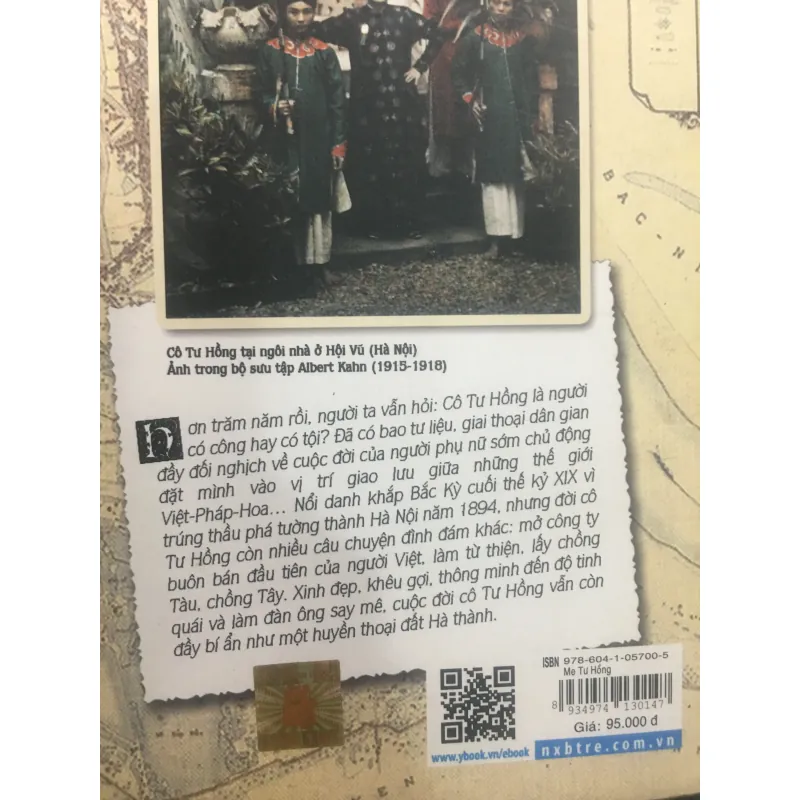 BAC-NI
Cô Tư Hồng tại ngôi nhà ở Hội Vũ (Hà Nội)
Ảnh trong bộ sưu tập Albert Kahn (1915-1918)
Hơn trăm năm rồi, người ta vẫn hỏi: Cô Tư Hồng là người
có công hay có tội? Đã có bao tư liệu, giai thoại dân gian
đầy đối nghịch về cuộc đời của người phụ nữ sớm chủ động
đặt mình vào vị trí giao lưu giữa những thế giới
Việt-Pháp-Hoa... Nổi danh khắp Bắc Kỳ cuối thế kỷ XIX vì
trúng thầu phá tường thành Hà Nội năm 1894, nhưng đời cô
Tư Hồng còn nhiều câu chuyện đình đám khác: mở công ty
buôn bán đầu tiên của người Việt, làm từ thiện, lấy chồng
Tàu, chồng Tây. Xinh đẹp, khêu gợi, thông minh đến độ tinh
quái và làm đàn ông say mê, cuộc đời cô Tư Hồng vẫn còn
đầy bí ẩn như một huyền thoại đất Hà thành.
ISBN 978-604-1-05700-5
Me Tư Hồng
8 934974 130147
Giá: 95.000 đ
www.ybook.vn/ebook
nxbtre.com.vn